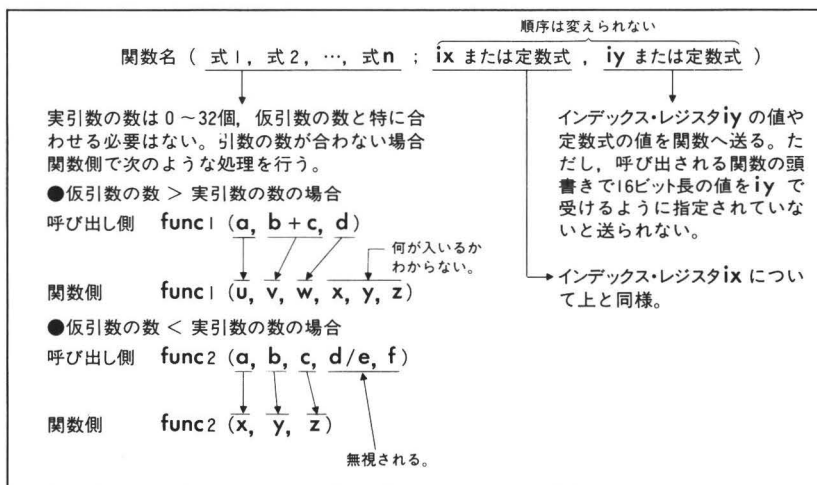 順序は変えられない
関数名 ( 式1, 式2, …, 式n ; ix または定数式 , iy または定数式 )
実引数の数は0～32個, 仮引数の数と特に合
わせる必要はない。引数の数が合わない場合
関数側で次のような処理を行う。
●仮引数の数 > 実引数の数の場合
呼び出し側 func1 (a, b+c, d)
何が入いるか
わからない。
関数側 func1 (u, v, w, x, y, z)
●仮引数の数 < 実引数の数の場合
呼び出し側 func2 (a, b, c, d/e, f)
関数側 func2 (x, y, z)
無視される。
インデックス・レジスタiyの値や
定数式の値を関数へ送る。た
だし, 呼び出される関数の頭
書きで16ビット長の値をiyで
受けるように指定されていな
いと送られない。
インデックス・レジスタixについ
て上と同様。